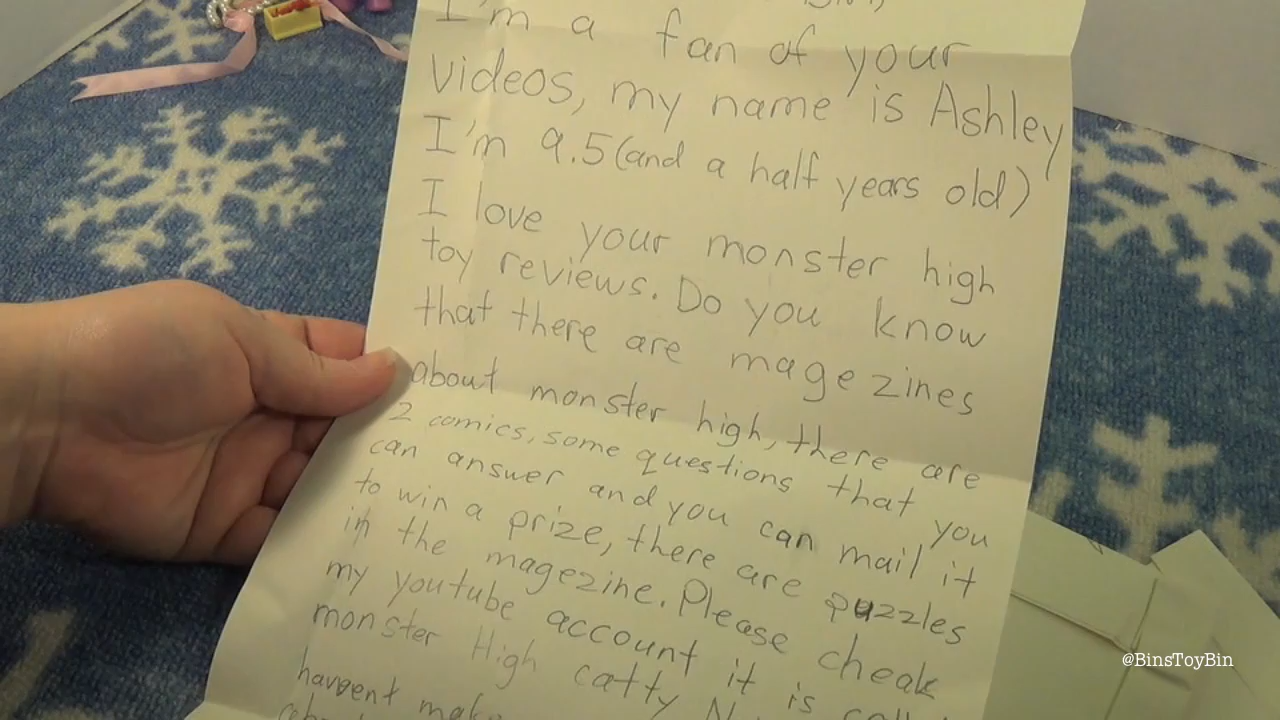 I'm a fan of your
videos, my name is Ashley
I'm 9.5(and a half years old)
I love your monster high
toy reviews. Do you know
that there are magezines
about monster high, there are
2 comics, some questions that you
can answer and you can mail it
to win a prize, there are puzzles
in the magezine. Please cheak
my youtube account it is
monster High catty
havent
@BinsToyBin